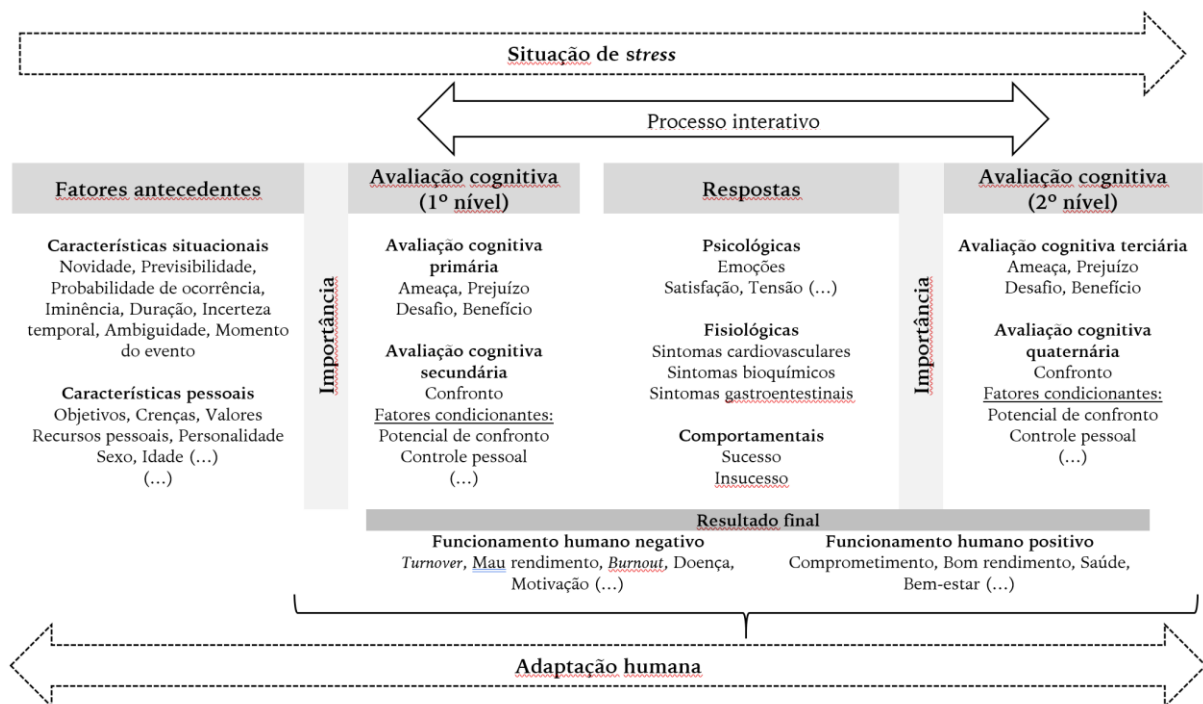 Situação de stress
Processo interativo
Fatores antecedentes
Características situacionais
Novidade, Previsibilidade,
Probabilidade de ocorrência,
Iminência, Duração, Incerteza
temporal, Ambiguidade, Momento
do evento
Características pessoais
Objetivos, Crenças, Valores
Recursos pessoais, Personalidade
Sexo, Idade (…)
(…)
Importância
Avaliação cognitiva
(1º nível)
Avaliação cognitiva
primária
Ameaça, Prejuízo
Desafio, Benefício
Avaliação cognitiva
secundária
Confronto
Fatores condicionantes:
Potencial de confronto
Controle pessoal
(…)
Respostas
Psicológicas
Emoções
Satisfação, Tensão (…)
Fisiológicas
Sintomas cardiovasculares
Sintomas bioquímicos
Sintomas gastroentestinais
Comportamentais
Sucesso
Insucesso
Importância
Avaliação cognitiva
(2º nível)
Avaliação cognitiva terciária
Ameaça, Prejuízo
Desafio, Benefício
Avaliação cognitiva
quaternária
Confronto
Fatores condicionantes:
Potencial de confronto
Controle pessoal
(…)
Resultado final
Funcionamento humano negativo
Turnover, Mau rendimento, Burnout, Doença,
Motivação (…)
Funcionamento humano positivo
Comprometimento, Bom rendimento, Saúde,
Bem-estar (…)
Adaptação humana